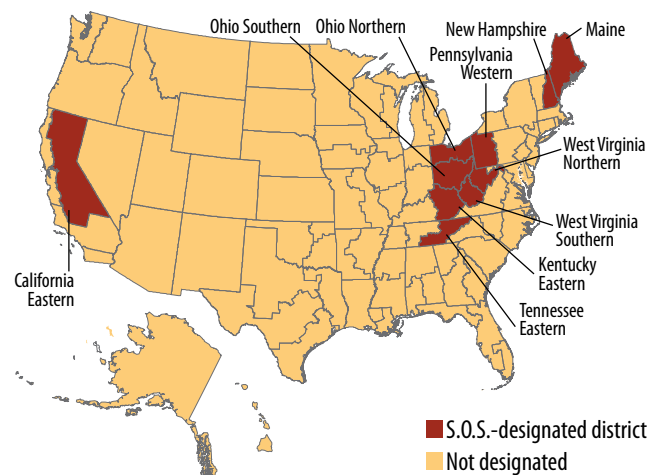 Ohio Southern
Ohio Northern
New Hampshire
Maine
Pennsylvania
Western
West Virginia
Northern
West Virginia
Southern
Kentucky
Eastern
Tennessee
Eastern
California
Eastern
S.O.S.-designated district
Not designated